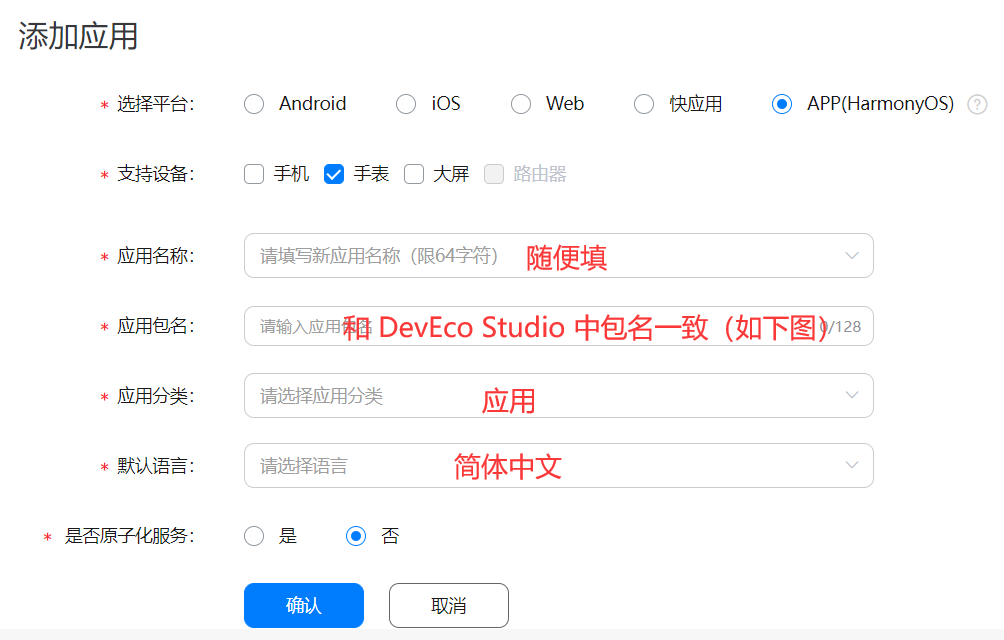 添加应用
* 选择平台： Android iOS Web 快应用 APP(HarmonyOS) ?
* 支持设备： 手机 手表 大屏 路由器
* 应用名称： 请填写新应用名称（限64字符） 随便填
* 应用包名： 请输入应用包名 和 DevEco Studio 中包名一致（如下图） 0/128
* 应用分类： 请选择应用分类 应用
* 默认语言： 请选择语言 简体中文
* 是否原子化服务： 是 否
确认 取消